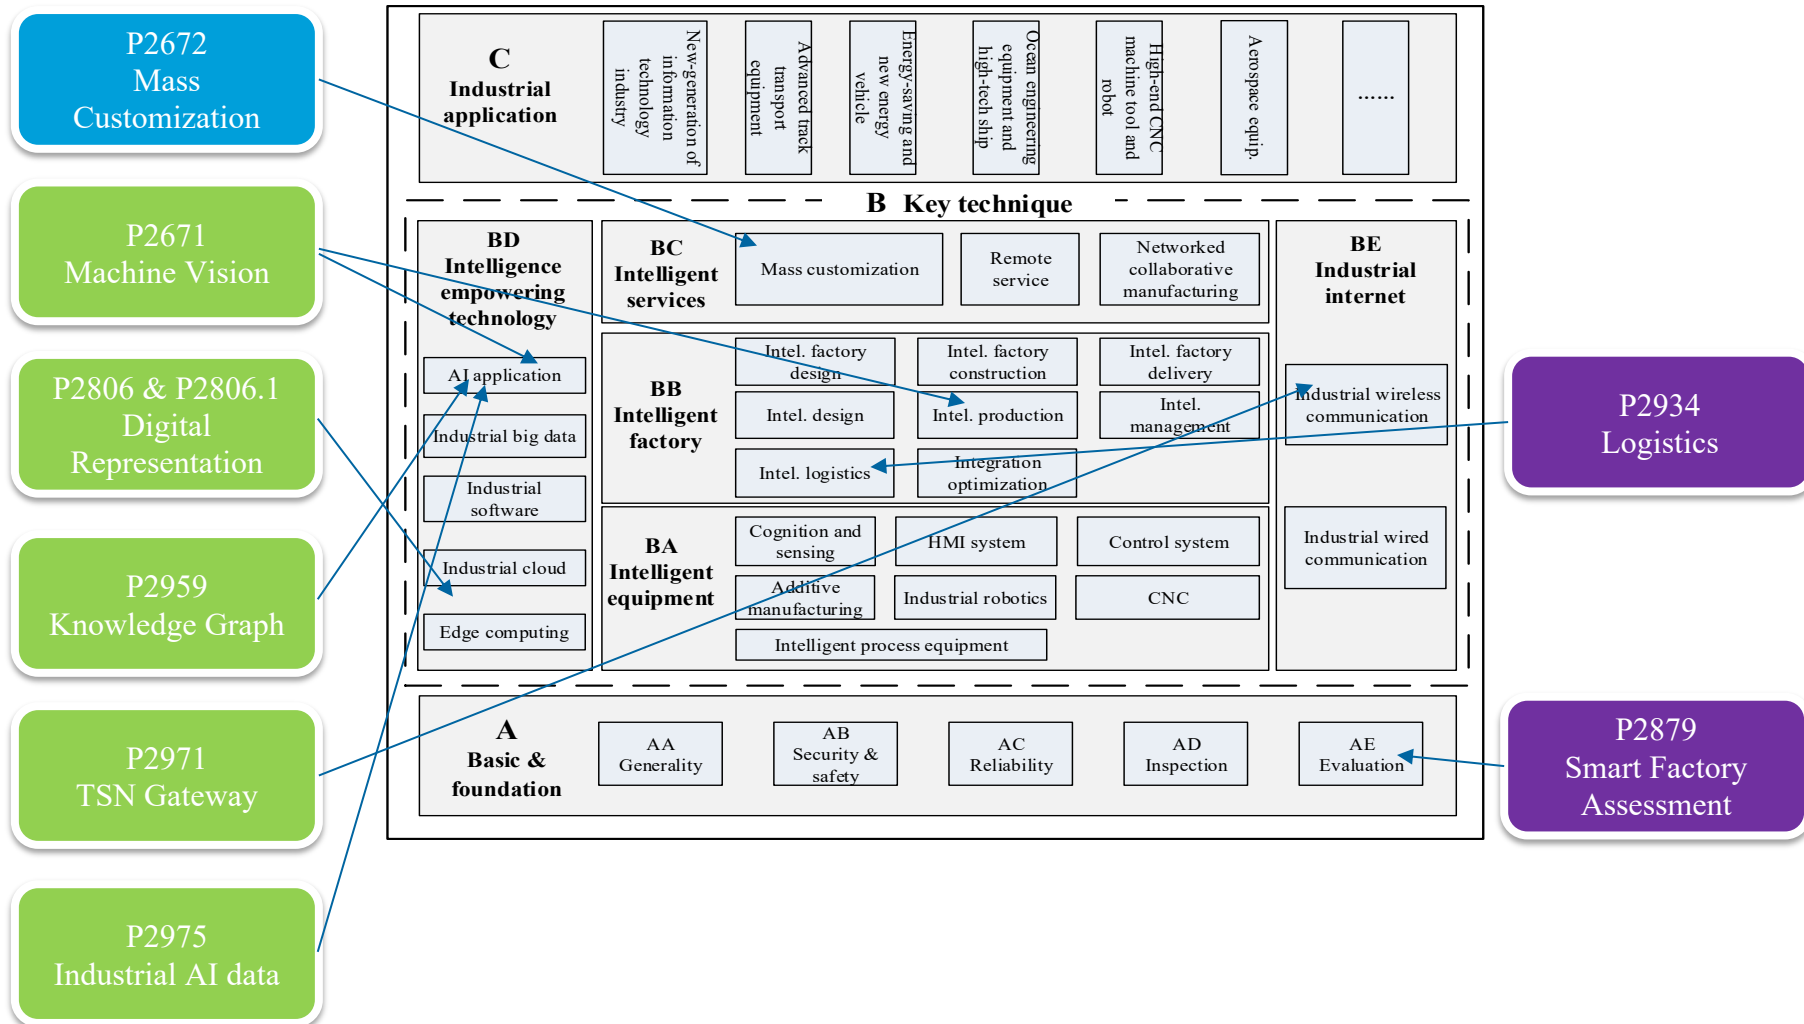 P2672
Mass
Customization
P2671
Machine Vision
P2806 & P2806.1
Digital
Representation
P2959
Knowledge Graph
P2971
TSN Gateway
P2975
Industrial AI data
C
Industrial
application
New-generation of
information
technology
industry
Advanced track
transport
equipment
Energy-saving and
new energy
vehicle
Ocean engineering
equipment and
high-tech ship
High-end CNC
machine tool and
robot
Aerospace equip.
......
B Key technique
BD
Intelligence
empowering
technology
AI application
Industrial big data
Industrial
software
Industrial cloud
Edge computing
BC
Intelligent
services
Mass customization
Remote
service
Networked
collaborative
manufacturing
BB
Intelligent
factory
Intel. factory
design
Intel. factory
construction
Intel. factory
delivery
Intel. design
Intel. production
Intel.
management
Intel. logistics
Integration
optimization
BA
Intelligent
equipment
Cognition and
sensing
HMI system
Control system
Additive
manufacturing
Industrial robotics
CNC
Intelligent process equipment
BE
Industrial
internet
Industrial wireless
communication
Industrial wired
communication
A
Basic &
foundation
AA
Generality
AB
Security &
safety
AC
Reliability
AD
Inspection
AE
Evaluation
P2934
Logistics
P2879
Smart Factory
Assessment